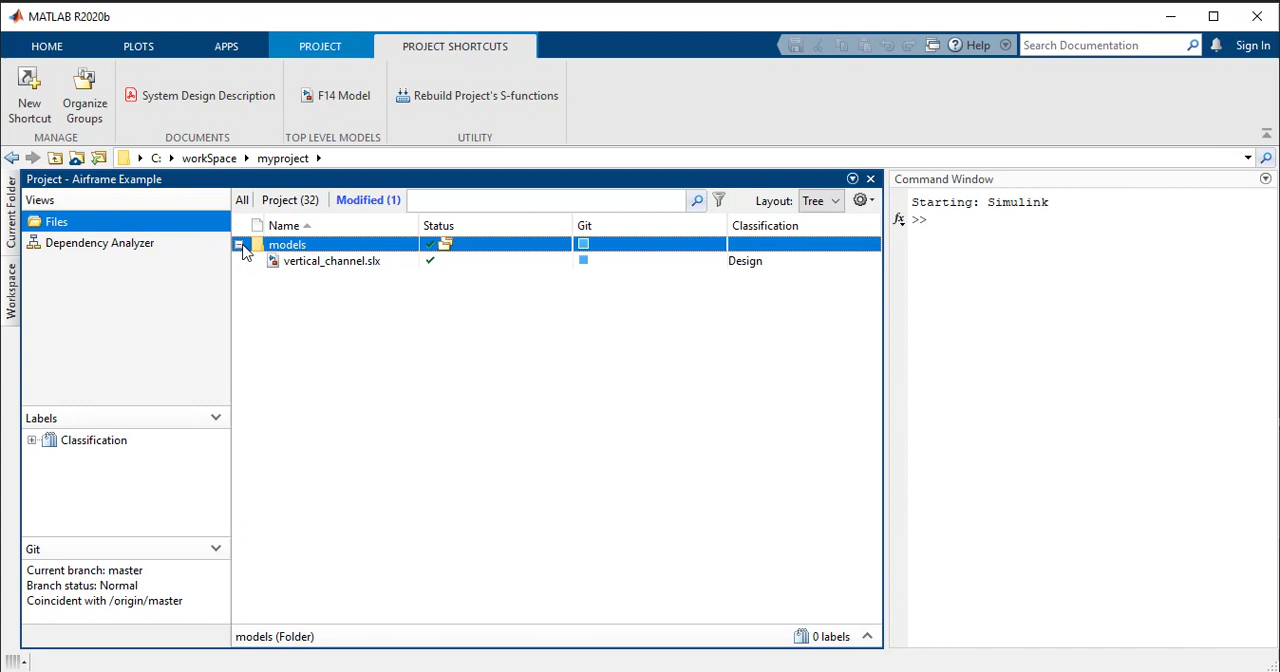 MATLAB R2020b
HOME PLOTS APPS PROJECT PROJECT SHORTCUTS
Help Search Documentation Sign In
New Shortcut
Organize Groups
System Design Description
F14 Model
Rebuild Project's S-functions
MANAGE DOCUMENTS TOP LEVEL MODELS UTILITY
C: workSpace myproject
Current Folder
Workspace
Project - Airframe Example
Views
Files
Dependency Analyzer
Labels
Classification
Git
Current branch: master
Branch status: Normal
Coincident with /origin/master
All Project (32) Modified (1) Layout: Tree
Name Status Git Classification
models
vertical_channel.slx Design
models (Folder) 0 labels
Command Window
Starting: Simulink
fx >>